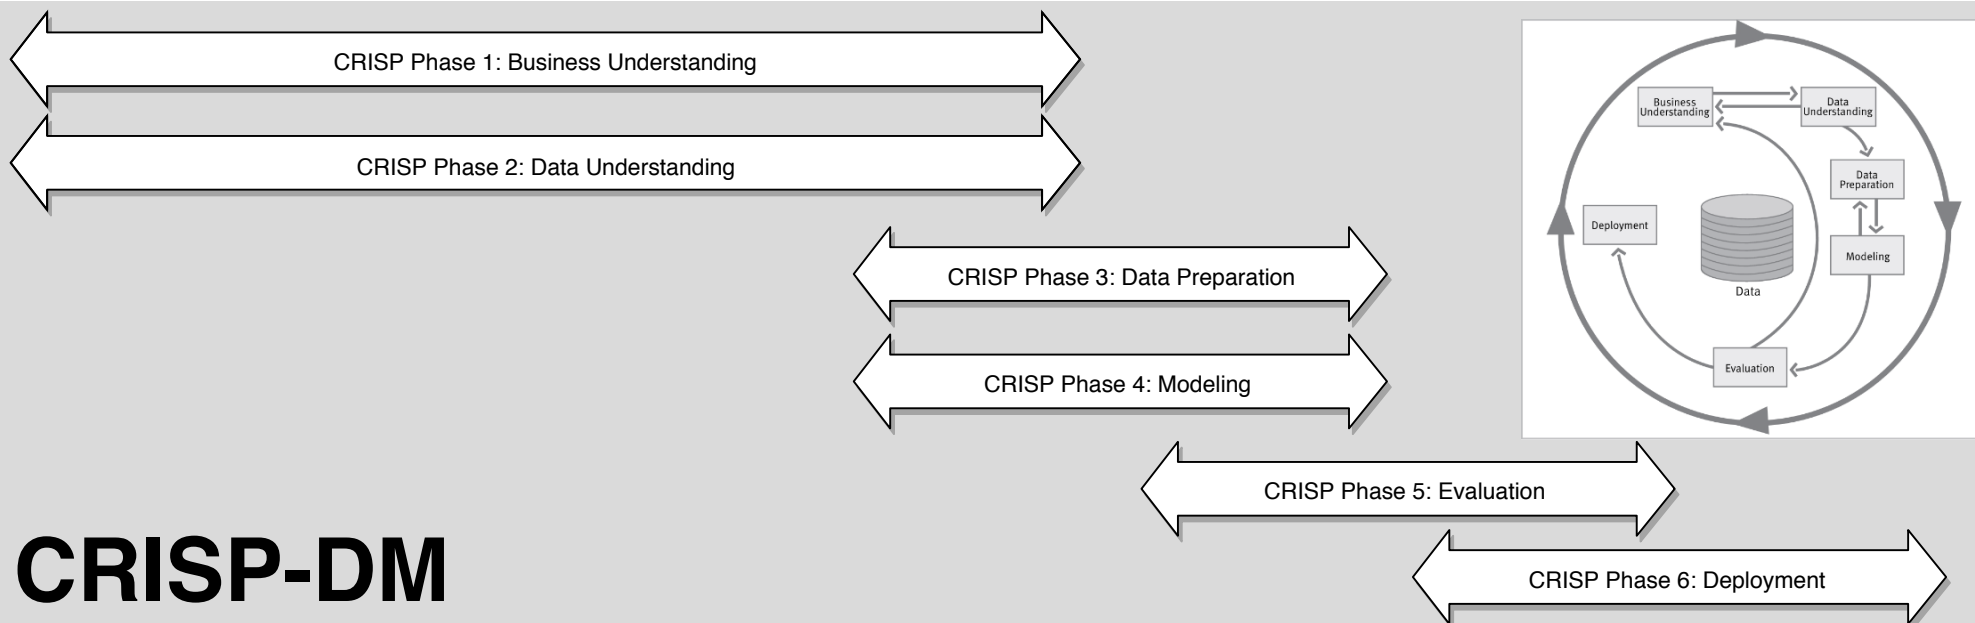 CRISP Phase 1: Business Understanding
CRISP Phase 2: Data Understanding
CRISP Phase 3: Data Preparation
CRISP Phase 4: Modeling
CRISP Phase 5: Evaluation
CRISP Phase 6: Deployment
CRISP-DM
Business
Understanding
Data
Understanding
Data
Preparation
Modeling
Evaluation
Deployment
Data